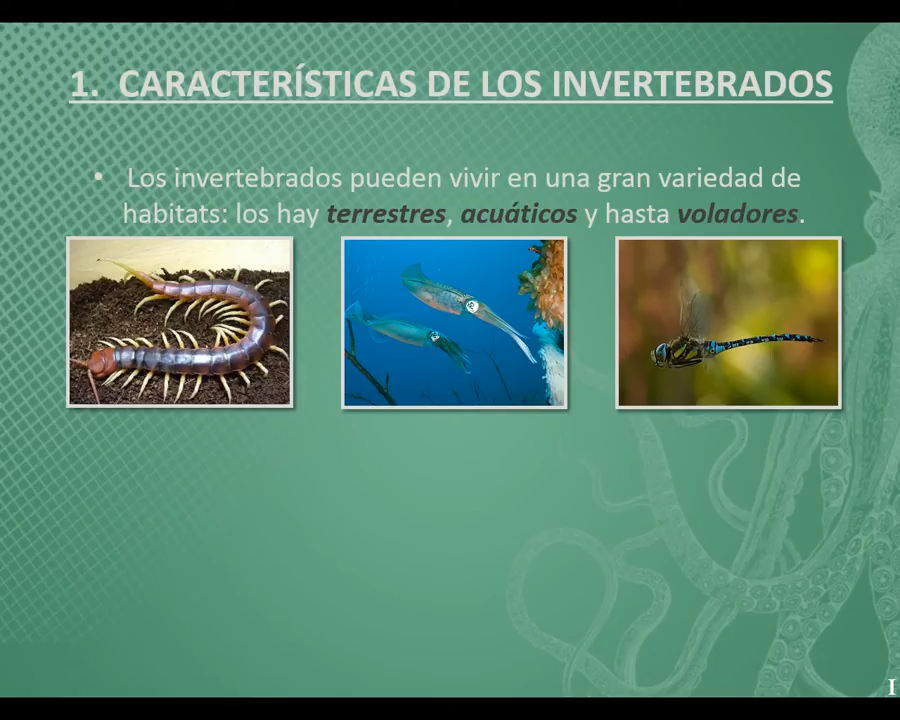 1. CARACTERÍSTICAS DE LOS INVERTEBRADOS
• Los invertebrados pueden vivir en una gran variedad de
habitats: los hay terrestres, acuáticos y hasta voladores.
I